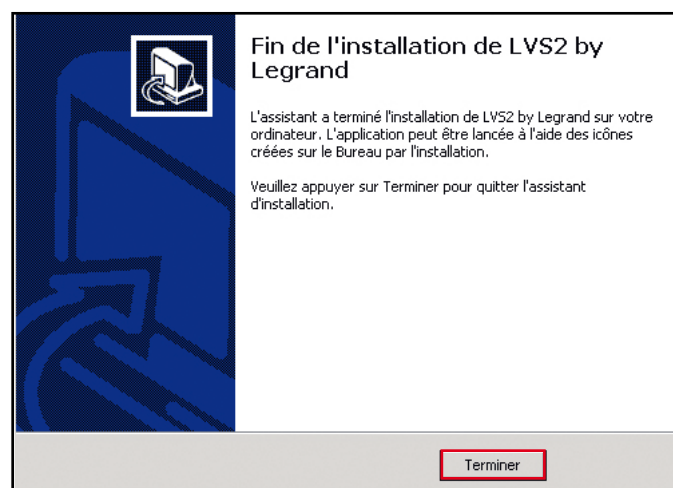 Fin de l'installation de LVS2 by
Legrand
L'assistant a terminé l'installation de LVS2 by Legrand sur votre
ordinateur. L'application peut être lancée à l'aide des icônes
créées sur le Bureau par l'installation.
Veuillez appuyer sur Terminer pour quitter l'assistant
d'installation.
Terminer